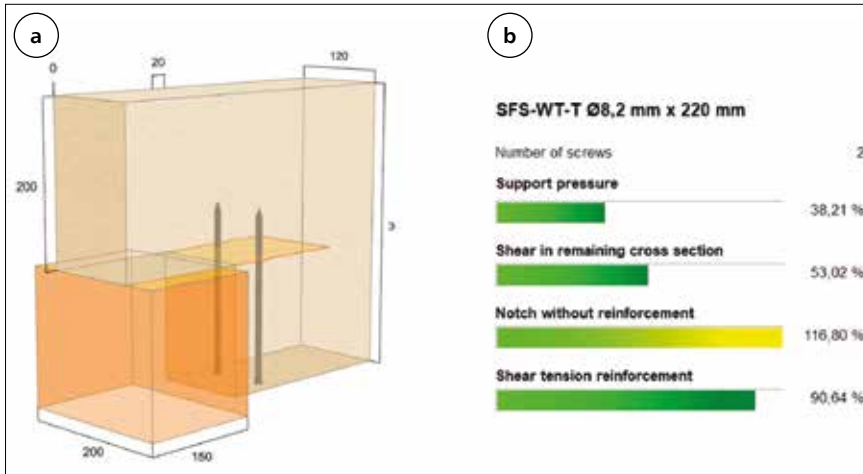 a
0
20
120
200
3
200
150
b
SFS-WT-T Ø8,2 mm x 220 mm
Number of screws 2
Support pressure
38,21 %
Shear in remaining cross section
53,02 %
Notch without reinforcement
116,80 %
Shear tension reinforcement
90,64 %